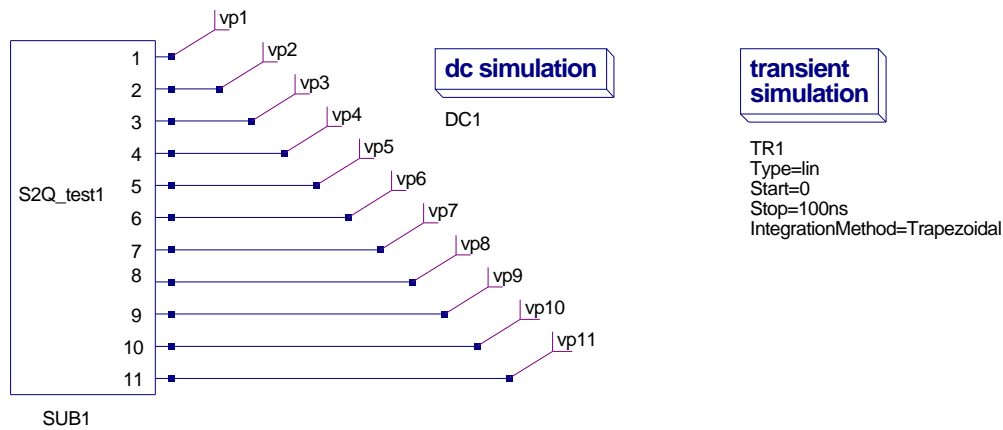 vp1
1
vp2
2
vp3
3
vp4
4
vp5
5
vp6
6
vp7
7
vp8
8
vp9
9
vp10
10
vp11
11
S2Q_test1
SUB1
dc simulation
DC1
transient
simulation
TR1
Type=lin
Start=0
Stop=100ns
IntegrationMethod=Trapezoidal